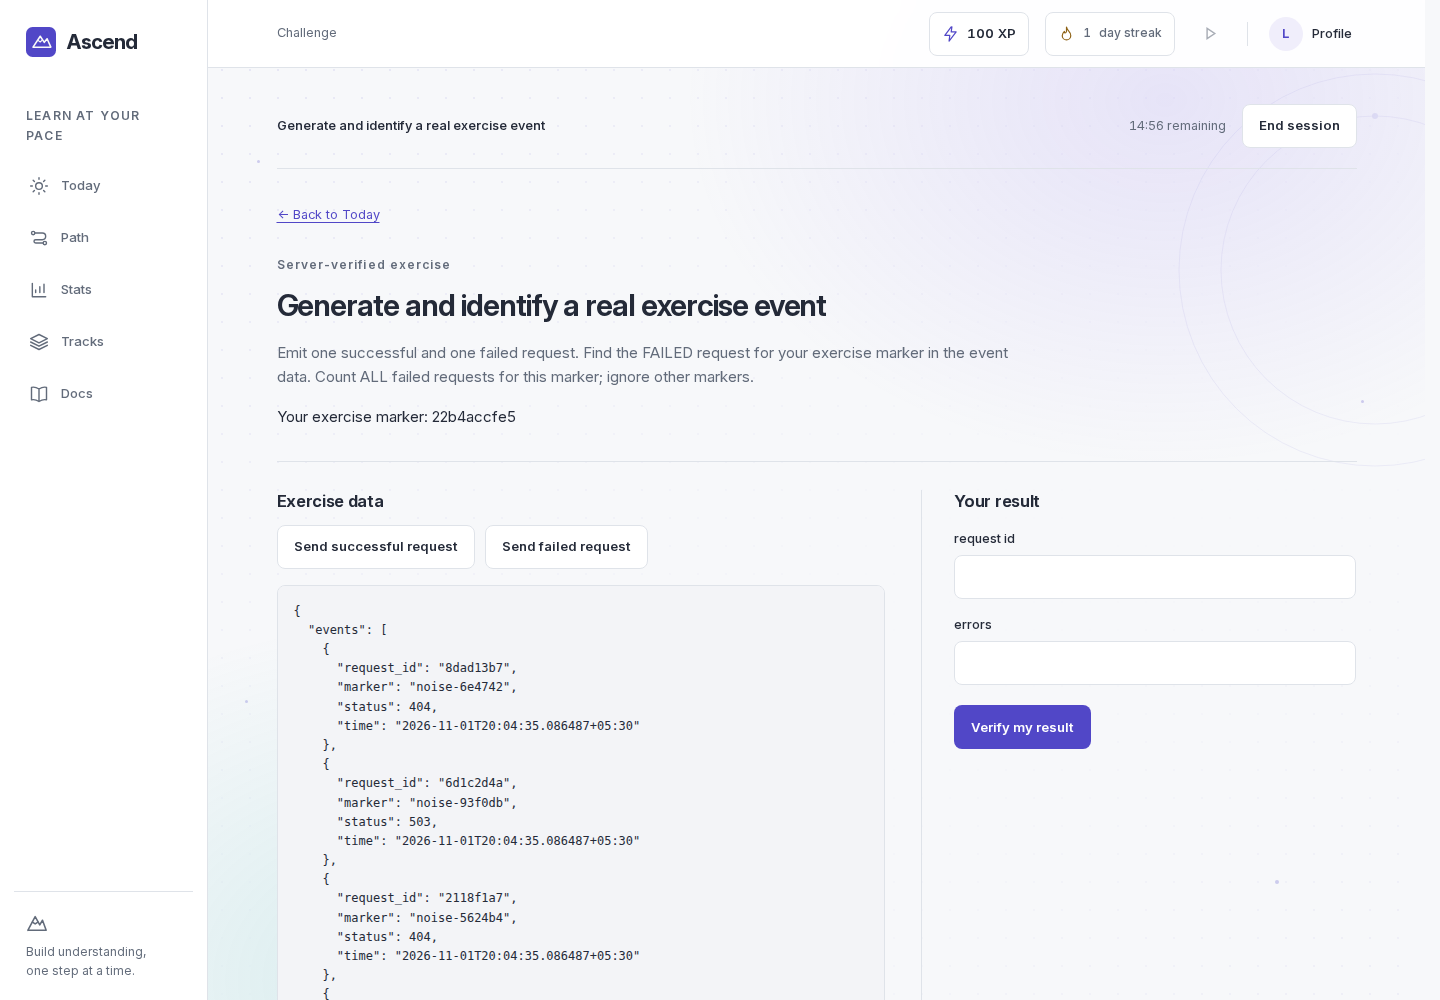 Ascend
LEARN AT YOUR
PACE
Today
Path
Stats
Tracks
Docs
Build understanding,
one step at a time.
Challenge
100 XP
1 day streak
L
Profile
Generate and identify a real exercise event
14:56 remaining
End session
← Back to Today
Server-verified exercise
Generate and identify a real exercise event
Emit one successful and one failed request. Find the FAILED request for your exercise marker in the event
data. Count ALL failed requests for this marker; ignore other markers.
Your exercise marker: 22b4accfe5
Exercise data
Send successful request
Send failed request
{
"events": [
{
"request_id": "8dad13b7",
"marker": "noise-6e4742",
"status": 404,
"time": "2026-11-01T20:04:35.086487+05:30"
},
{
"request_id": "6d1c2d4a",
"marker": "noise-93f0db",
"status": 503,
"time": "2026-11-01T20:04:35.086487+05:30"
},
{
"request_id": "2118f1a7",
"marker": "noise-5624b4",
"status": 404,
"time": "2026-11-01T20:04:35.086487+05:30"
},
{
Your result
request id
errors
Verify my result